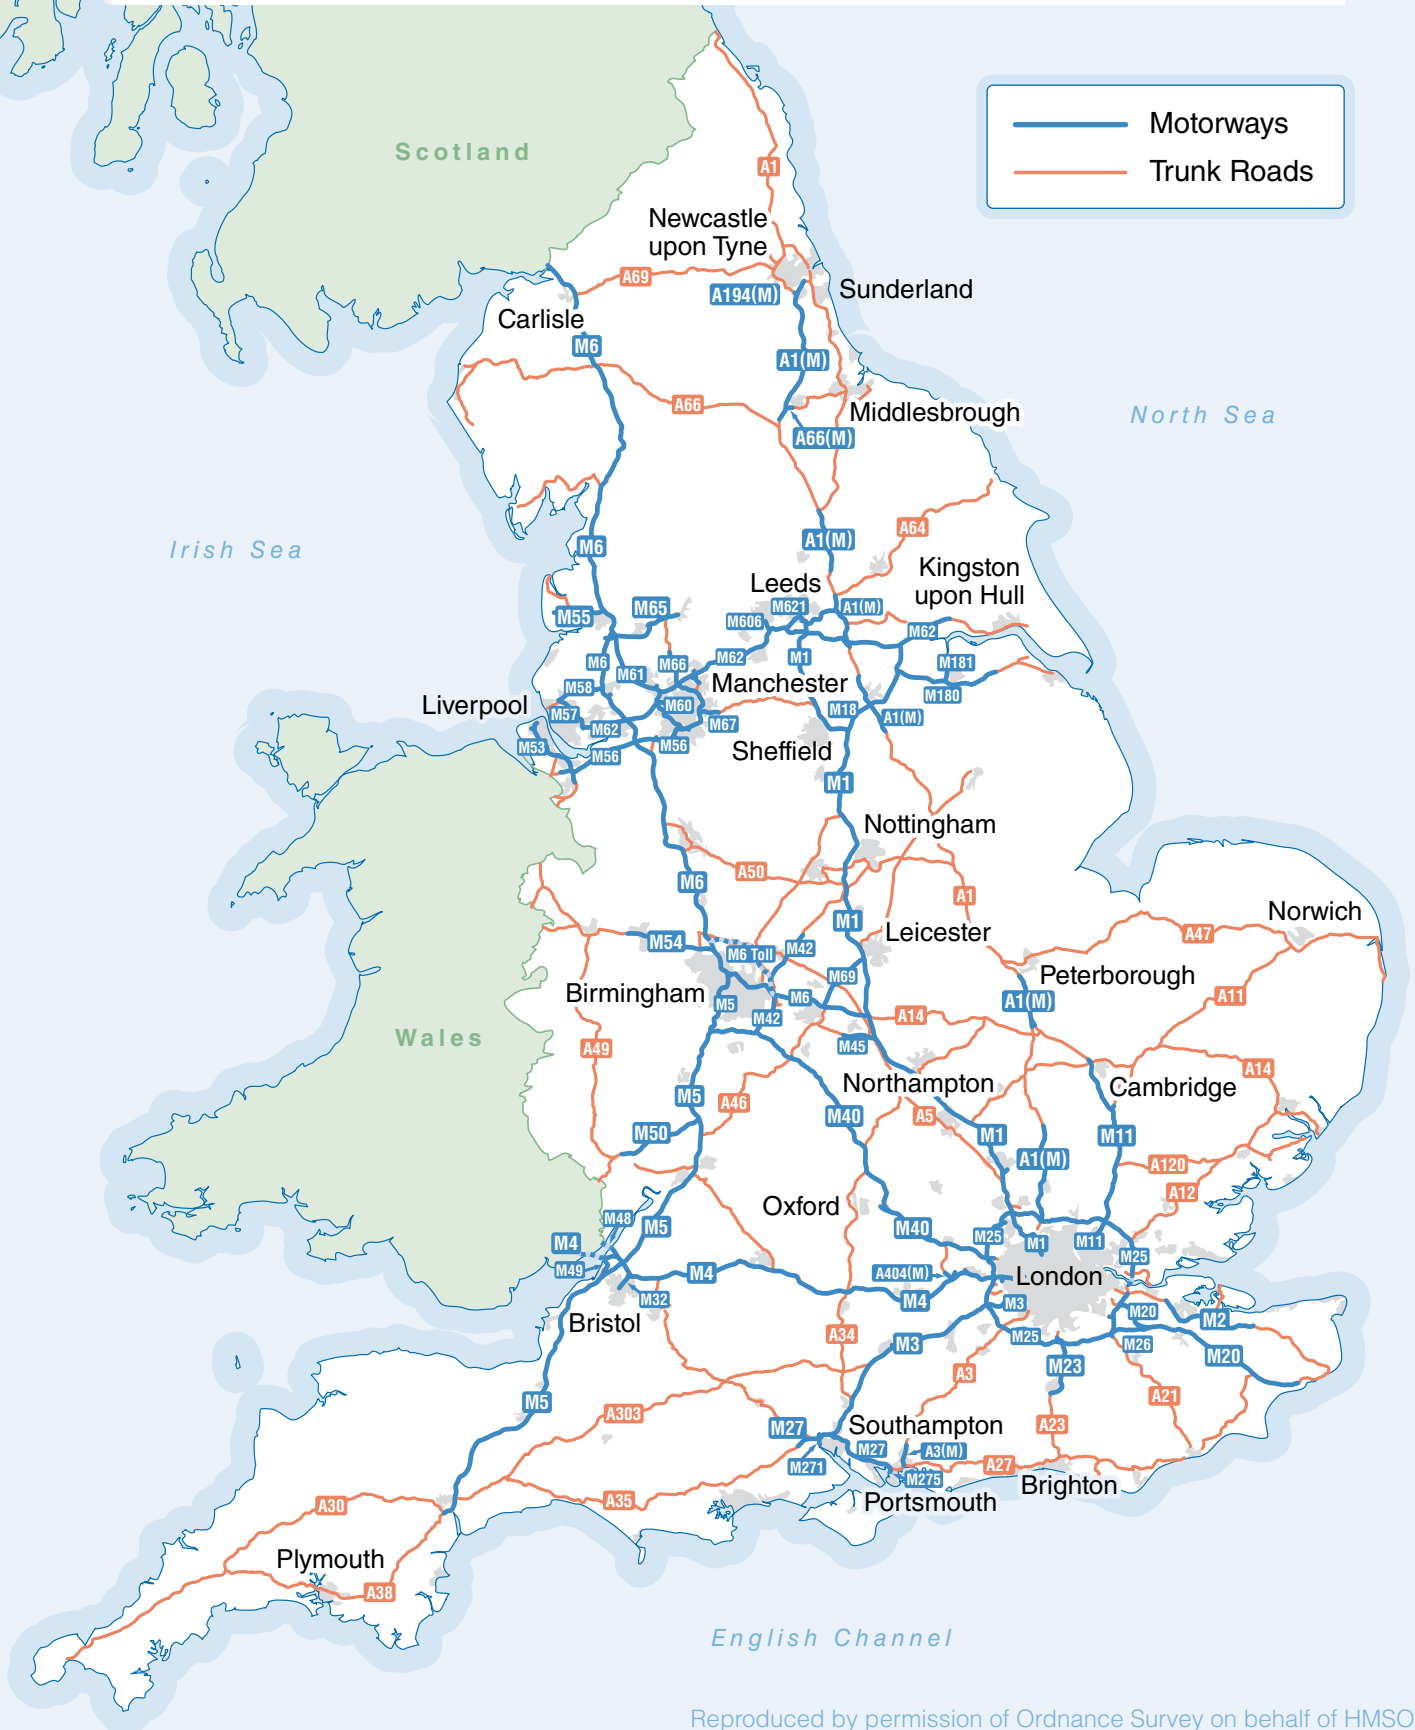 Motorways
Trunk Roads
Scotland
A1
Newcastle
upon Tyne
A69
A194(M)
Sunderland
Carlisle
M6
A1(M)
A66
Middlesbrough
North Sea
A66(M)
Irish Sea
M6
A1(M)
A64
Leeds
Kingston
upon Hull
M55
M65
M606
M621
A1(M)
M62
M6
M66
M62
M1
M181
M61
M58
Manchester
M180
Liverpool
M57
M60
M67
M18
A1(M)
M62
M53
M56
M56
Sheffield
M1
Nottingham
A50
M6
A1
M1
Leicester
Norwich
A47
M54
M6 Toll
M42
M69
Peterborough
Birmingham
M5
M6
A1(M)
A11
M42
A14
Wales
A49
M45
A14
Northampton
Cambridge
M5
A46
M40
A5
M50
M1
M11
A1(M)
A120
A12
Oxford
M48
M5
M40
M25
M4
M1
M11
M25
M49
M4
A404(M)
London
M32
M4
M3
M20
M2
Bristol
A34
M3
M25
M26
M20
M23
A3
A21
M5
A303
A23
M27
Southampton
M27
A3(M)
M271
A27
M275
Brighton
A30
A35
Portsmouth
Plymouth
A38
English Channel
Reproduced by permission of Ordnance Survey on behalf of HMSO